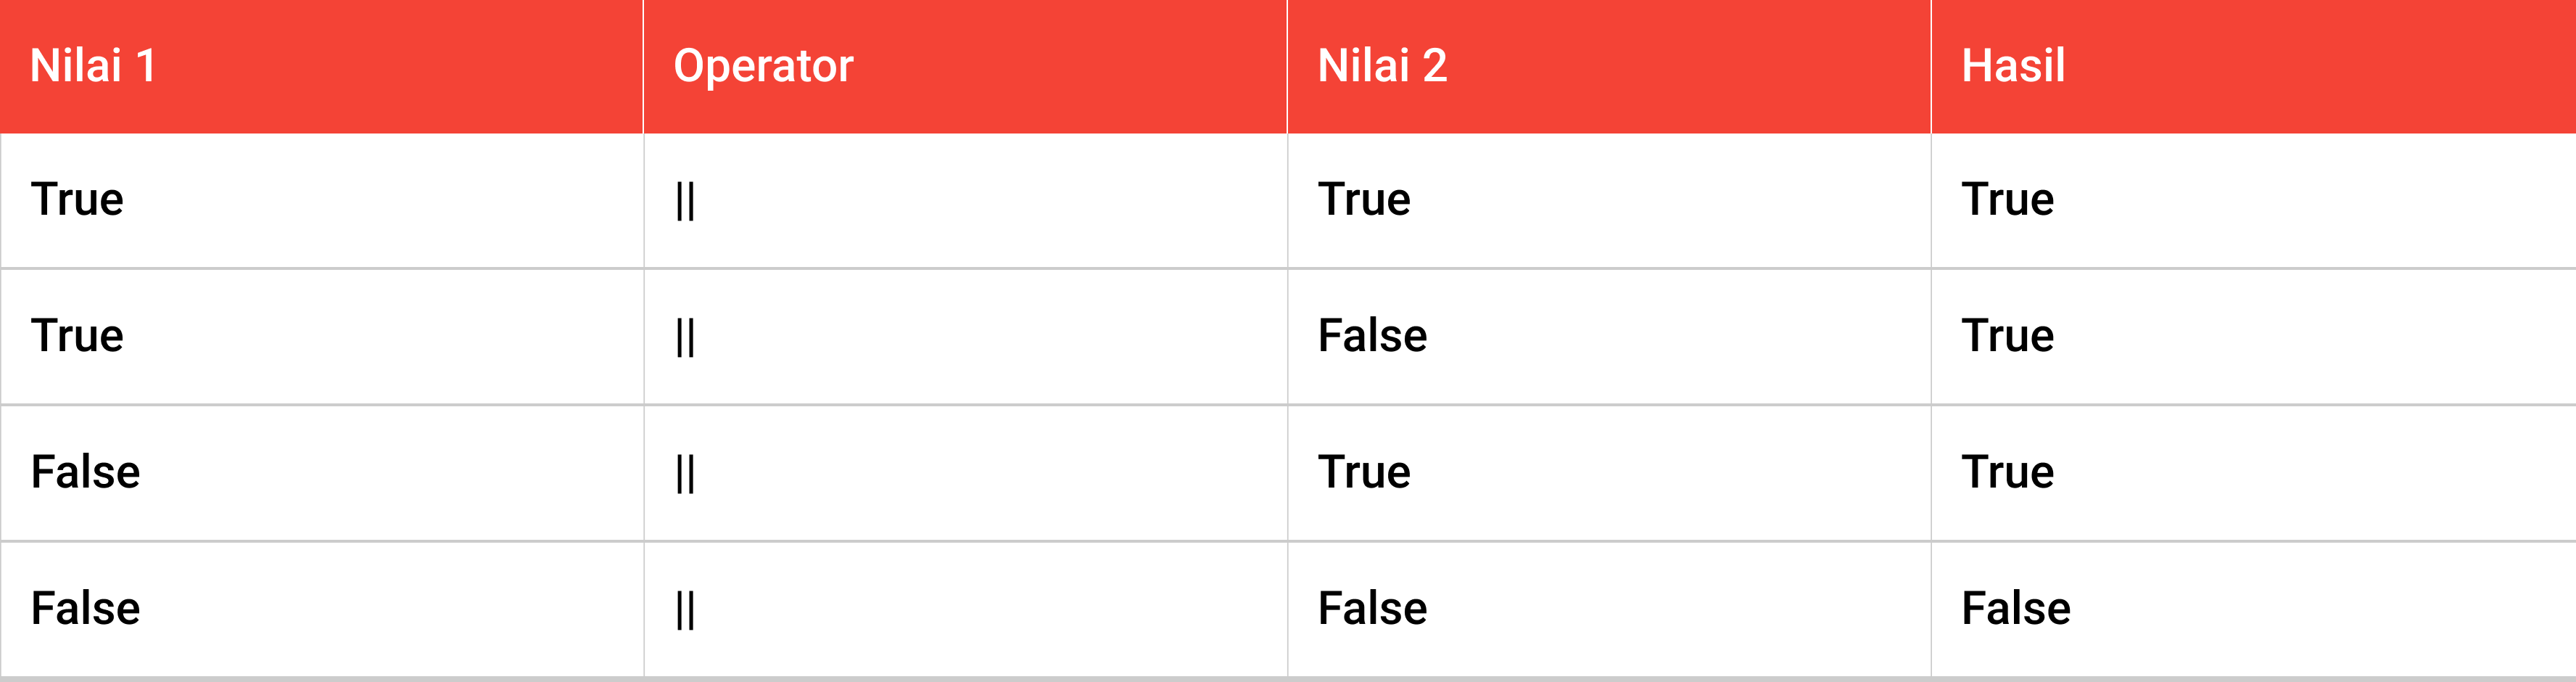 Nilai 1 Operator Nilai 2 Hasil
True || True True
True || False True
False || True True
False || False False